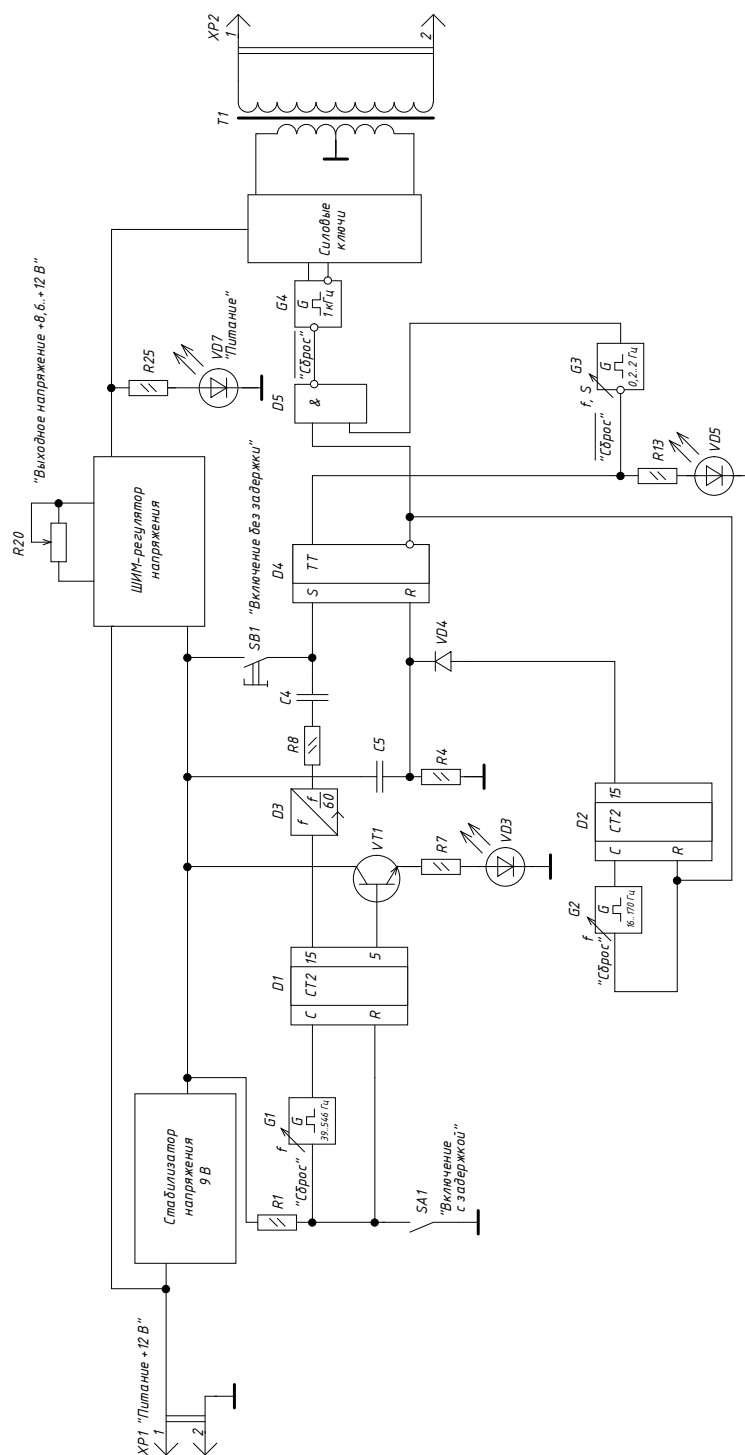 XP1 "Питание +12 В"
1
2
Стабилизатор
напряжения
9 В
R1
"Сброс"
f
G1
G
39..546 Гц
SA1
"Включение
с задержкой"
D1
C
CT2
15
R
5
VT1
R7
VD3
D3
f
f
60
R8
C4
C5
R4
SB1
"Включение без задержки"
R20
"Выходное напряжение +8,6..+12 В"
ШИМ-регулятор
напряжения
R25
VD7
"Питание"
D4
S
TT
R
VD4
"Сброс"
f
G2
G
16..170 Гц
D2
C
CT2
15
R
D5
&
"Сброс"
G4
G
1 кГц
Силовые
ключи
T1
XP2
1
2
"Сброс"
f, S
G3
G
0,2..2 Гц
R13
VD5